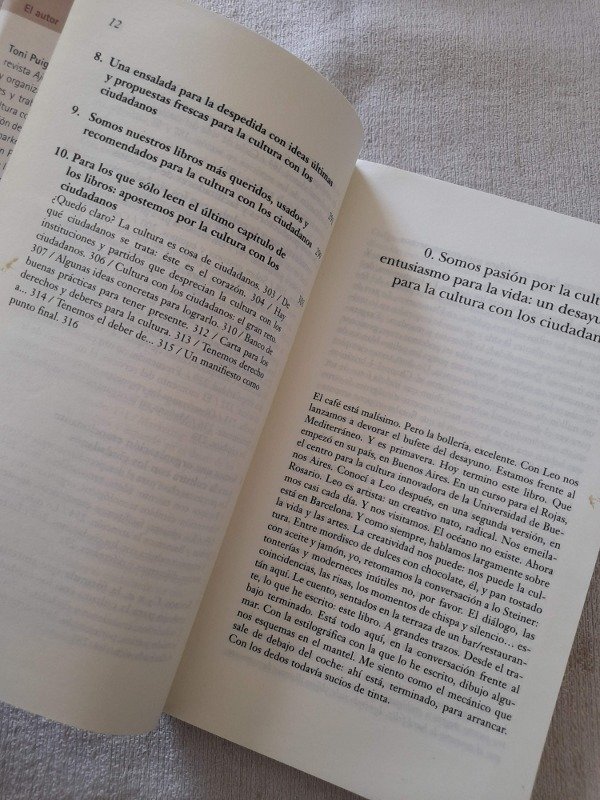 El autor
Toni Puig
revista Aj
y organiz
es y tra
ultura co
ión de
mark
n F
12
8. Una ensalada para la despedida con ideas últimas
y propuestas frescas para la cultura con los
ciudadanos
9. Somos nuestros libros más queridos, usados y
recomendados para la cultura con los ciudadanos
10. Para los que sólo leen el último capítulo de
los libros: apostemos por la cultura con los
ciudadanos
¿Quedó claro? La cultura es cosa de ciudadanos. 303 / De
qué ciudadanos se trata: éste es el corazón. 304 / Hay
instituciones y partidos que desprecian la cultura con los
ciudadanos. 306 / Cultura con los ciudadanos: el gran reto.
307 / Algunas ideas concretas para lograrlo. 310 / Banco de
buenas prácticas para tener presente. 312 / Carta para los
derechos y deberes para la cultura. 313 / Tenemos derecho
a... 314 / Tenemos el deber de... 315 / Un manifiesto como
punto final. 316
0. Somos pasión por la cultu
entusiasmo para la vida: un desayu
para la cultura con los ciudadan
El café está malísimo. Pero la bollería, excelente. Con Leo nos
lanzamos a devorar el bufete del desayuno. Estamos frente al
Mediterráneo. Y es primavera. Hoy termino este libro. Que
empezó en su país, en Buenos Aires. En un curso para el Rojas,
el centro para la cultura innovadora de la Universidad de Bue-
nos Aires. Conocí a Leo después, en una segunda versión, en
Rosario. Leo es artista: un creativo nato, radical. Nos emeila-
mos casi cada día. Y nos visitamos. El océano no existe. Ahora
está en Barcelona. Y como siempre, hablamos largamente sobre
la vida y las artes. La creatividad nos puede: nos puede la cul-
tura. Entre mordisco de dulces con chocolate, él, y pan tostado
con aceite y jamón, yo, retomamos la conversación a lo Steiner:
tonterías y moderneces inútiles no, por favor. El diálogo, las
coincidencias, las risas, los momentos de chispa y silencio... es-
tán aquí. Le cuento, sentados en la terraza de un bar/restauran-
te, lo que he escrito: este libro. A grandes trazos. Desde el tra-
bajo terminado. Está todo aquí, en la conversación frente al
mar. Con la estilográfica con la que lo he escrito, dibujo algu-
nos esquemas en el mantel. Me siento como el mecánico que
sale de debajo del coche: ahí está, terminado, para arrancar.
Con los dedos todavía sucios de tinta.